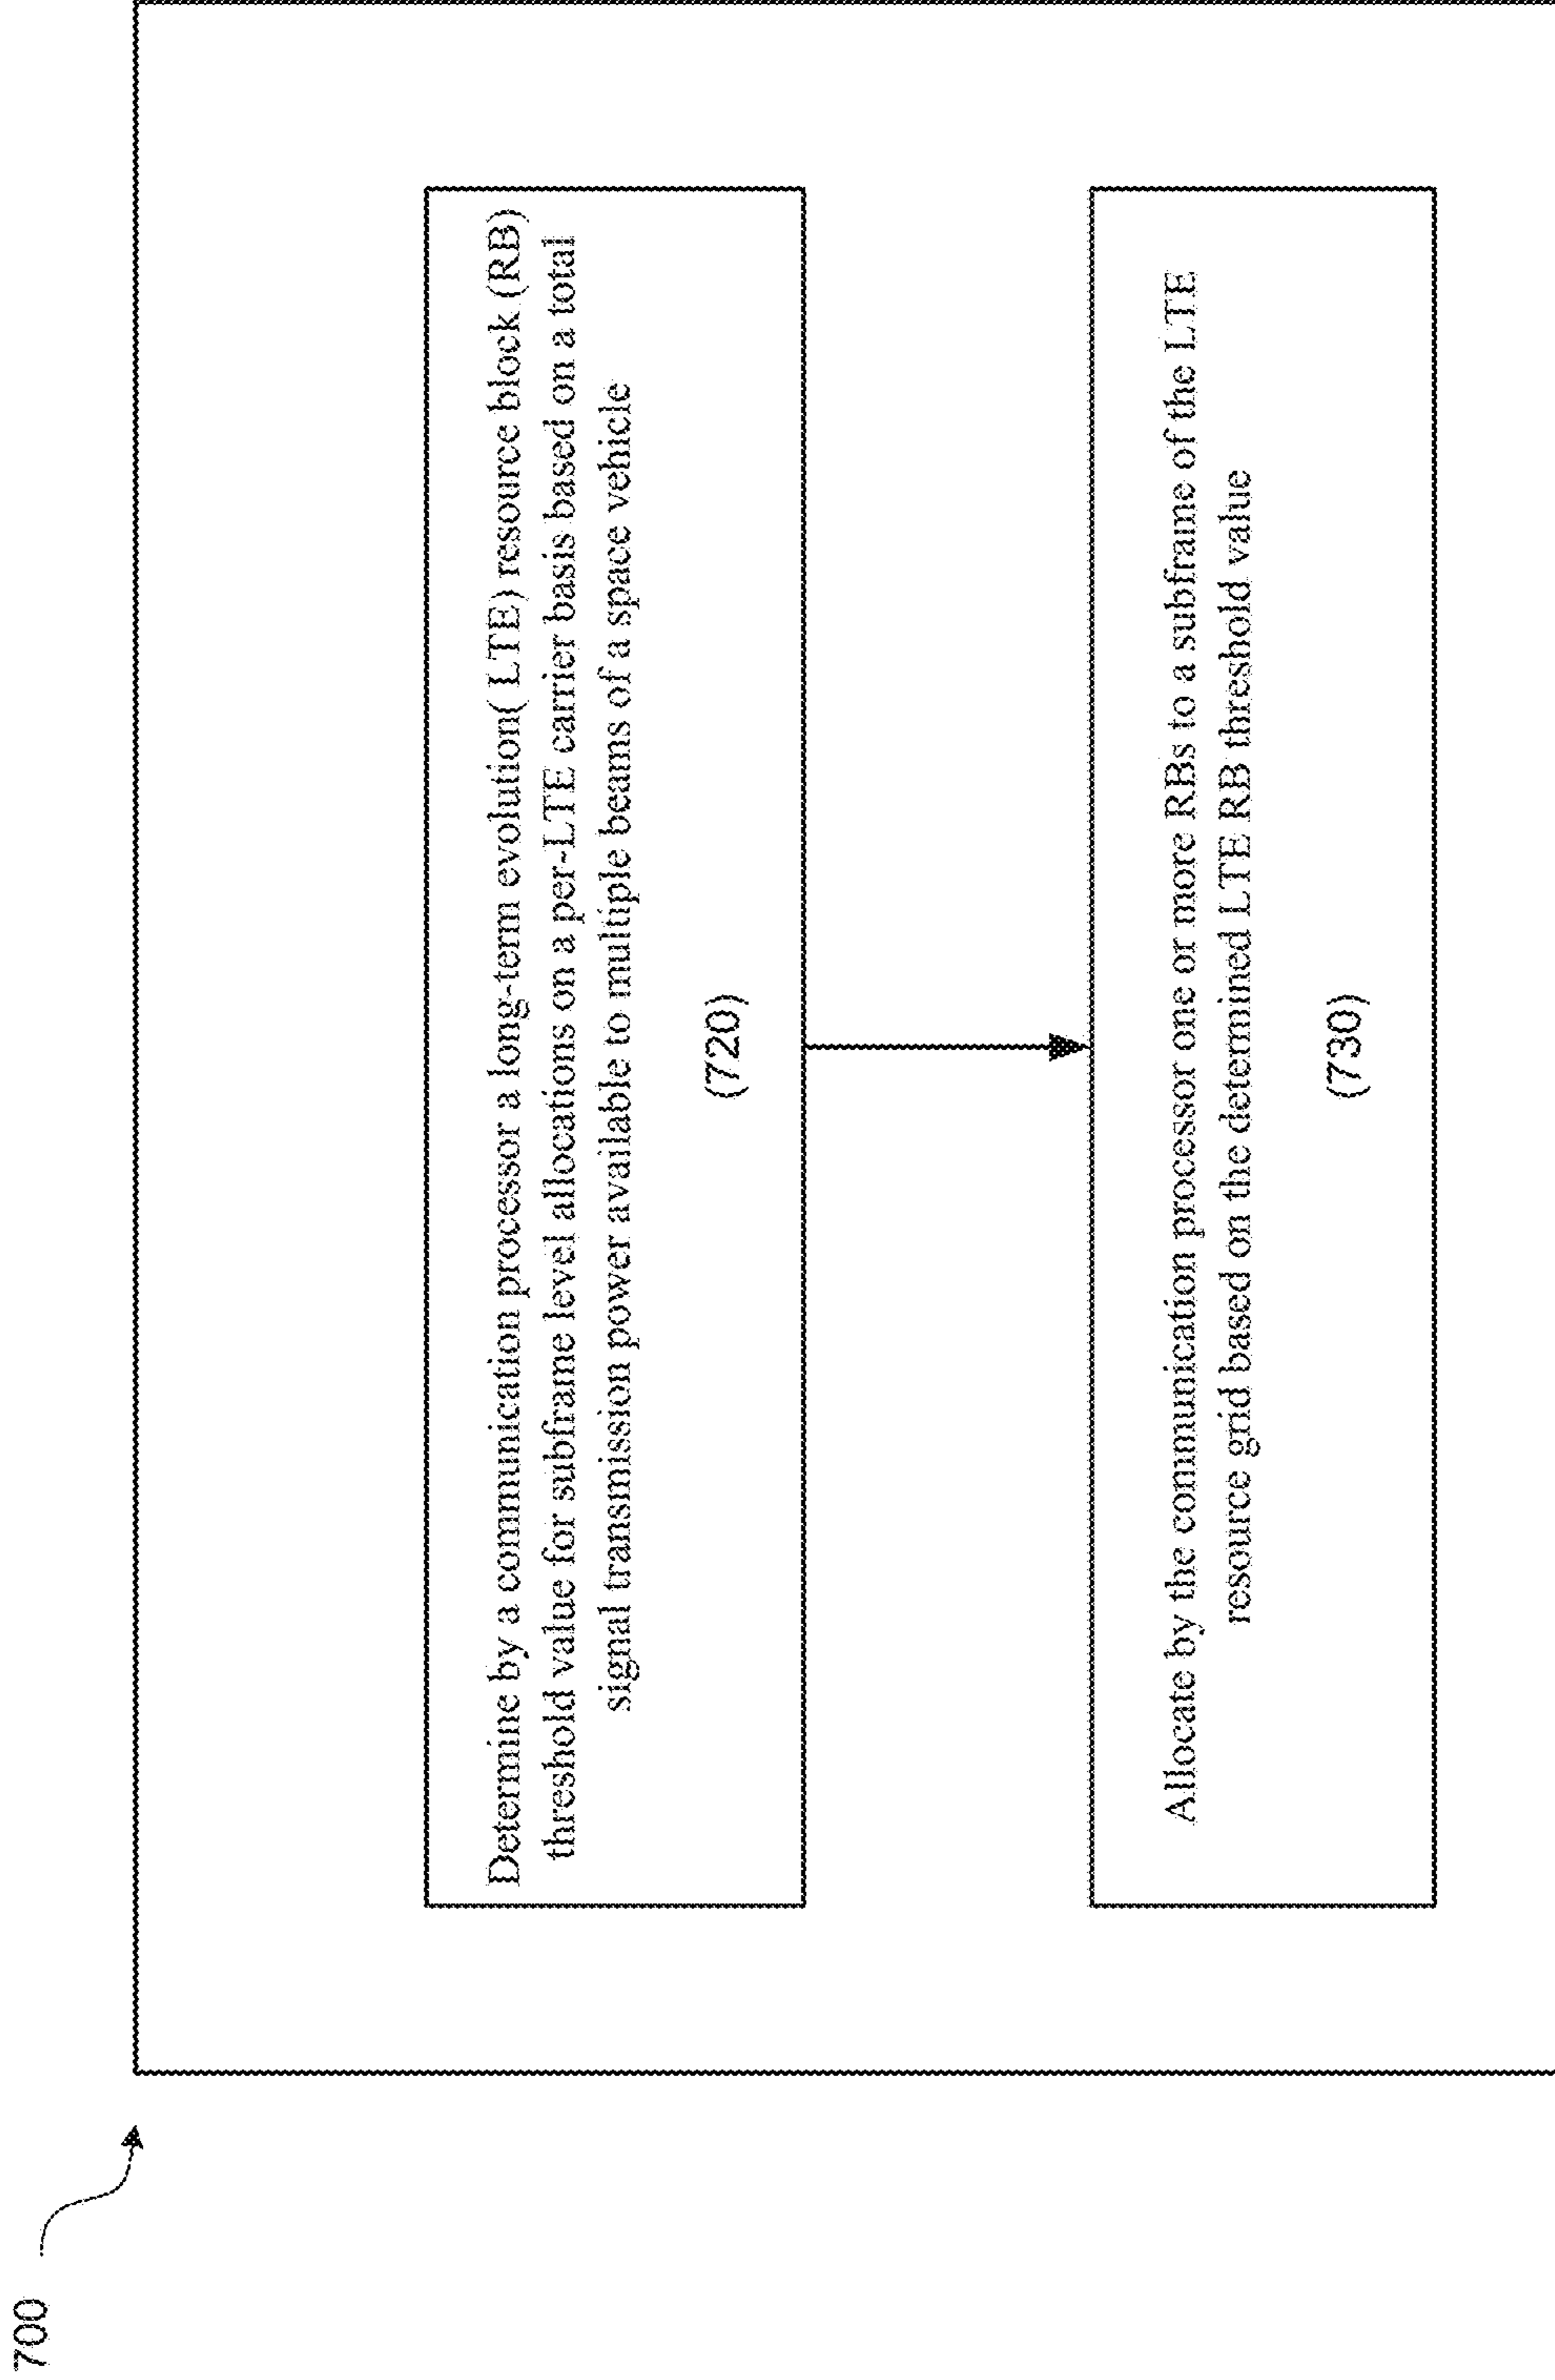 700
Determine by a communication processor a long-term evolution( LTE) resource block (RB)
threshold value for subframe level allocations on a per-LTE carrier basis based on a total
signal transmission power available to multiple beams of a space vehicle
(720)
Allocate by the communication processor one or more RBs to a subframe of the LTE
resource grid based on the determined LTE RB threshold value
(730)